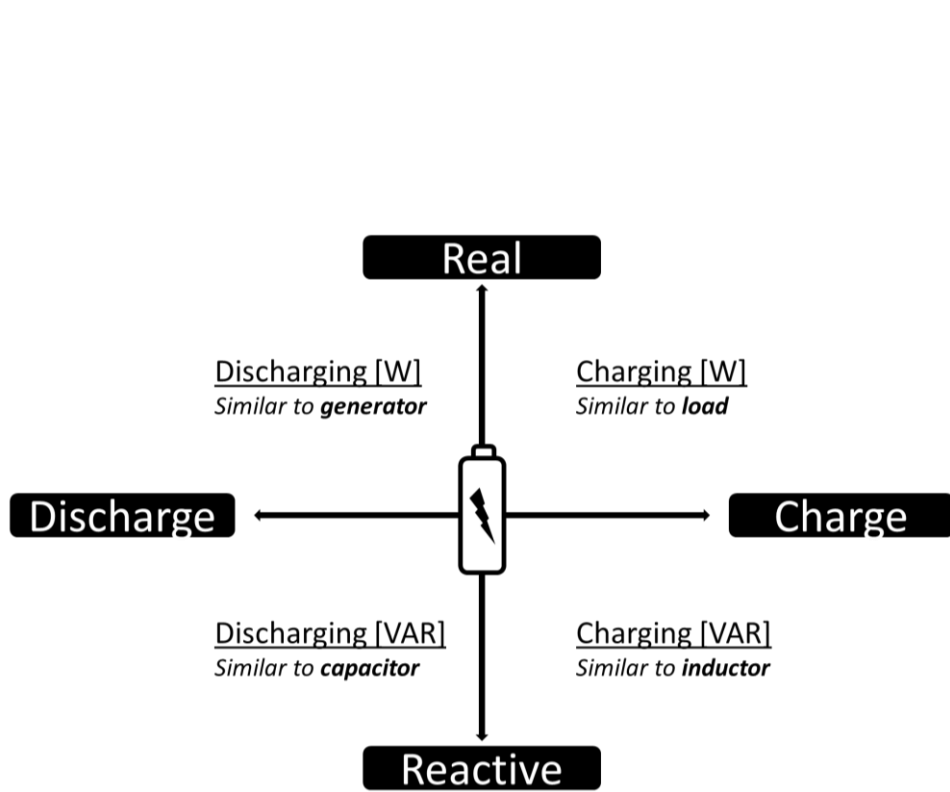 Real
Discharging [W]
Similar to generator
Charging [W]
Similar to load
Discharge
Charge
Discharging [VAR]
Similar to capacitor
Charging [VAR]
Similar to inductor
Reactive